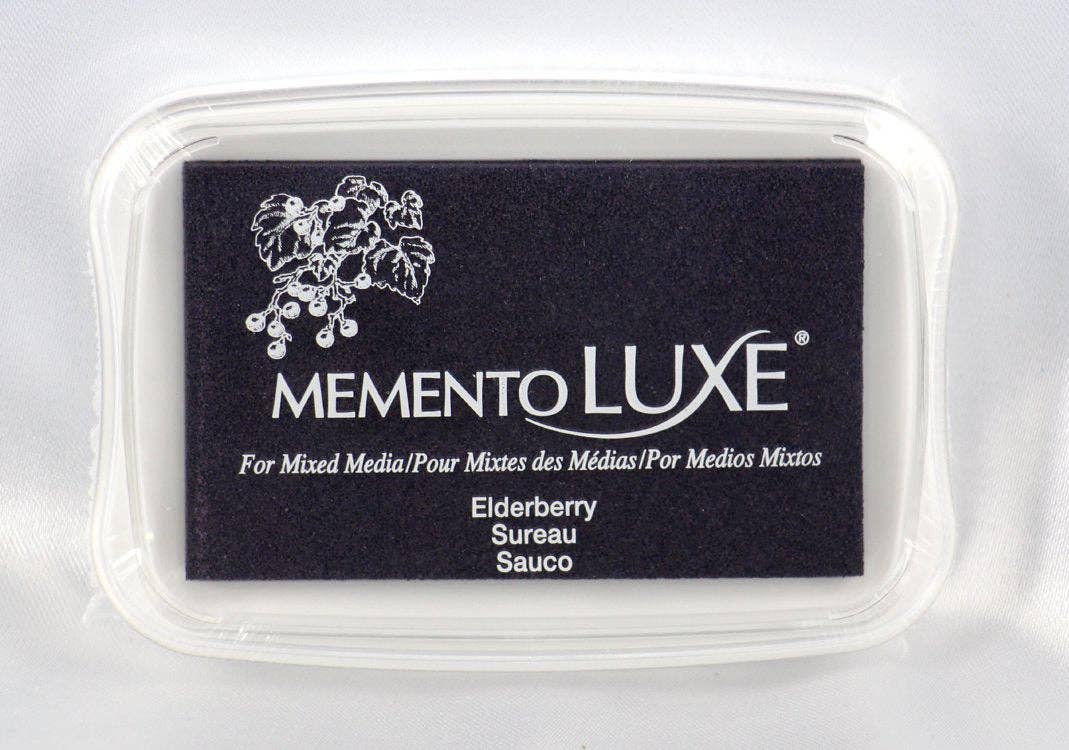 MEMENTO LUXE®
For Mixed Media/Pour Mixtes des Médias/Por Medios Mixtos
Elderberry
Sureau
Sauco